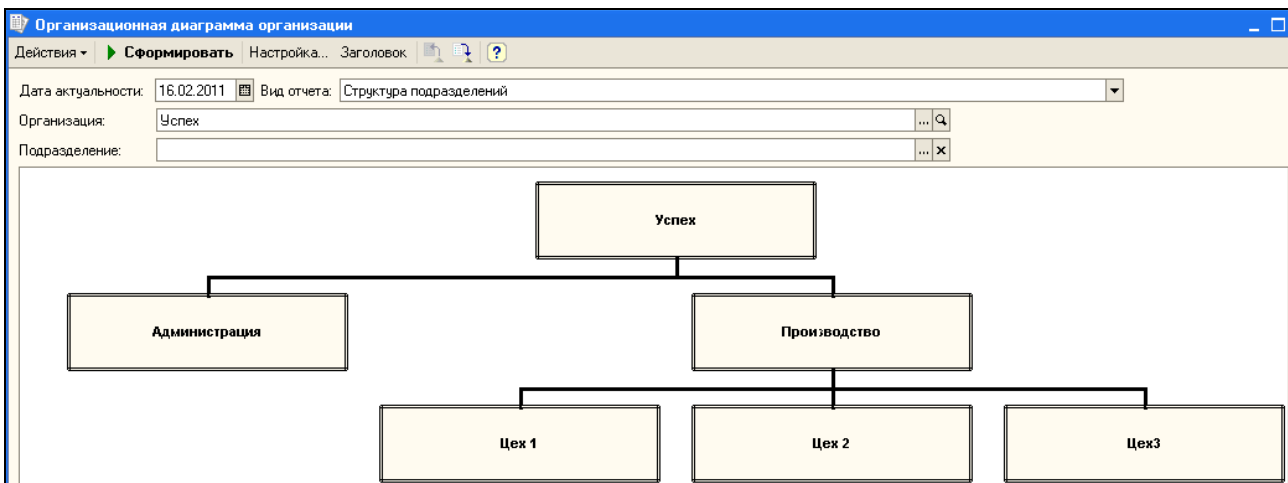 Организационная диаграмма организации
Действия Сформировать Настройка... Заголовок ?
Дата актуальности: 16.02.2011 Вид отчета: Структура подразделений
Организация: Успех ...
Подразделение: ... x
Успех
Администрация Производство
Цех 1 Цех 2 Цех3